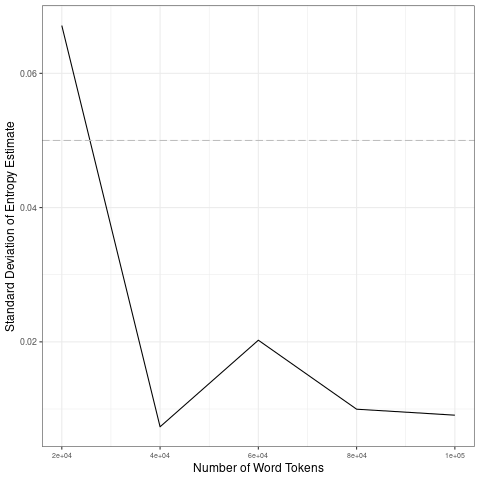 Standard Deviation of Entropy Estimate
0.06
0.04
0.02
2e+04 4e+04 6e+04 8e+04 1e+05
Number of Word Tokens